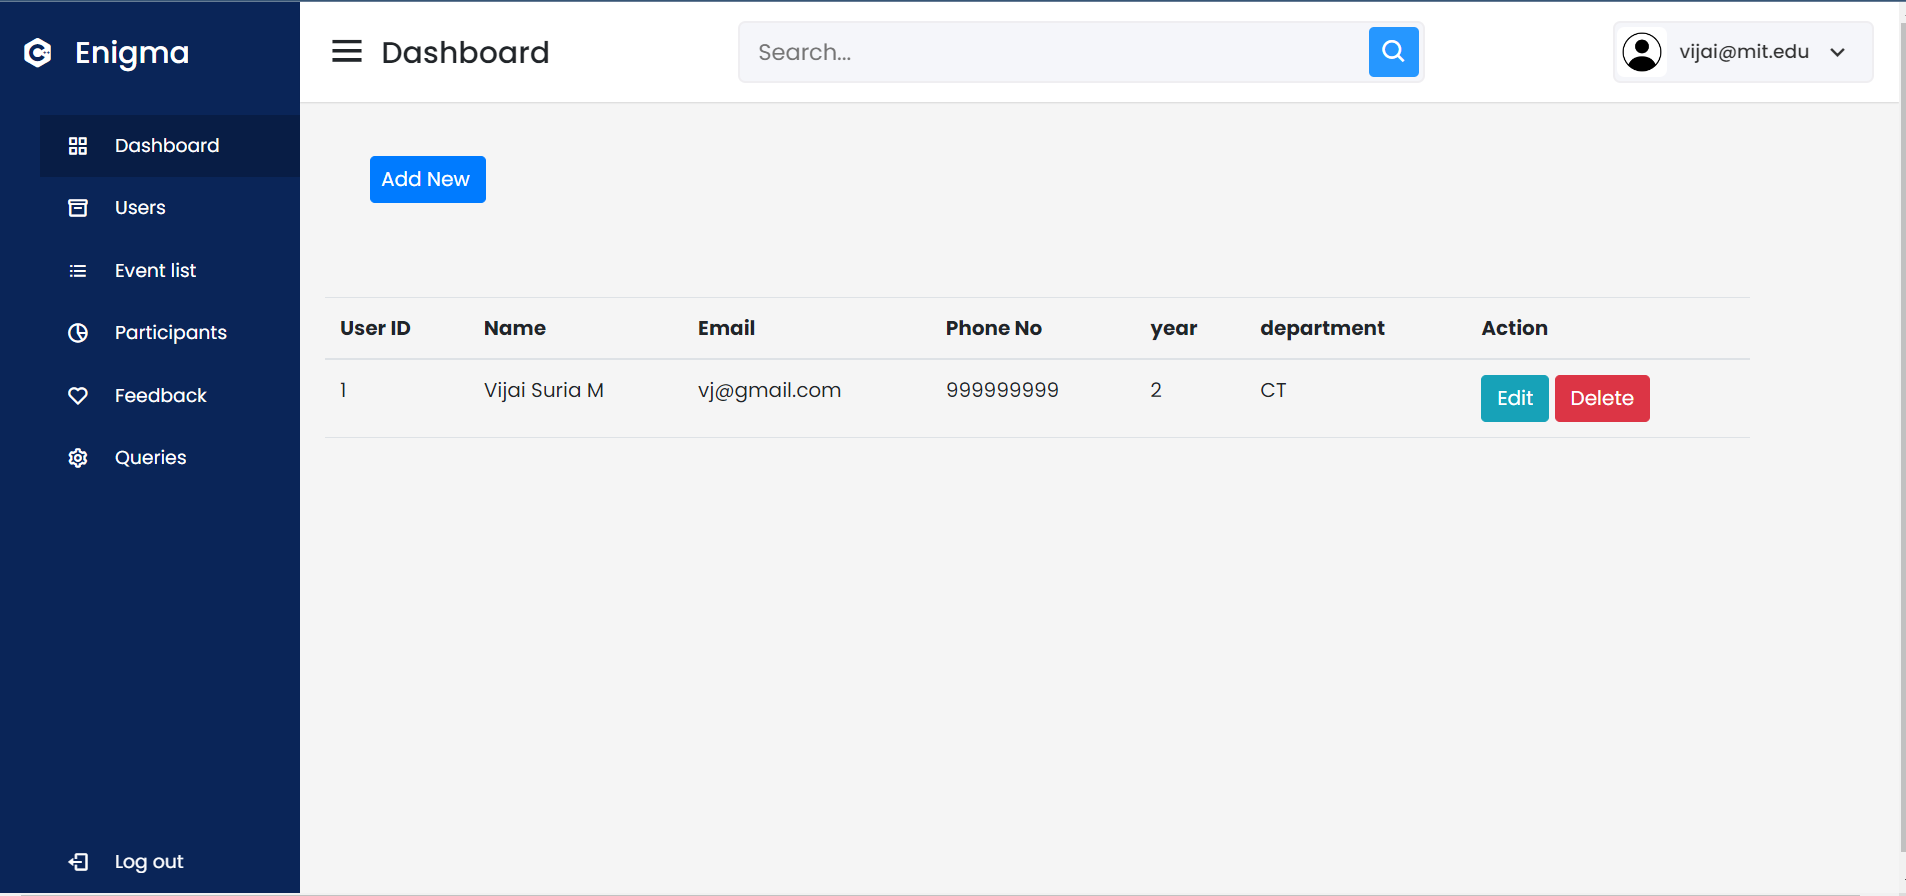 Enigma
Dashboard
Users
Event list
Participants
Feedback
Queries
Log out
Dashboard
Search...
vijai@mit.edu
Add New
User ID Name Email Phone No year department Action
1 Vijai Suria M vj@gmail.com 999999999 2 CT Edit Delete